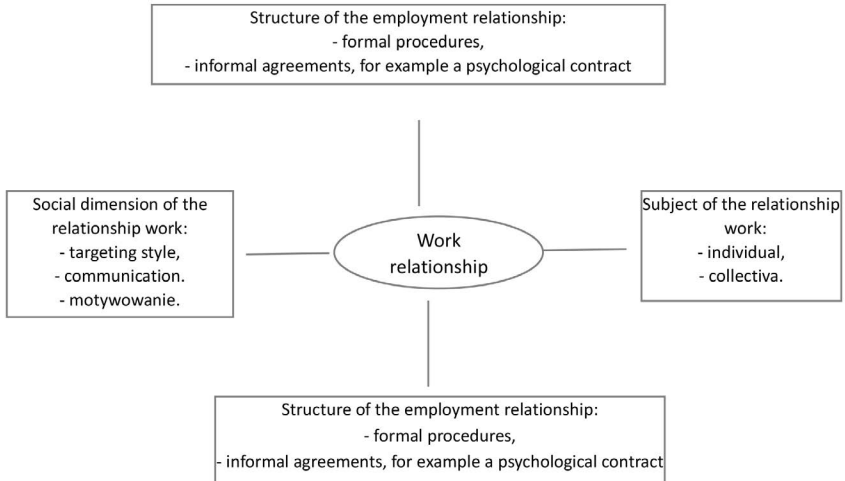 Structure of the employment relationship:
- formal procedures,
- informal agreements, for example a psychological contract
Social dimension of the
relationship work:
- targeting style,
- communication.
- motywowanie.
Work
relationship
Subject of the relationship
work:
- individual,
- collectiva.
Structure of the employment relationship:
- formal procedures,
- informal agreements, for example a psychological contract